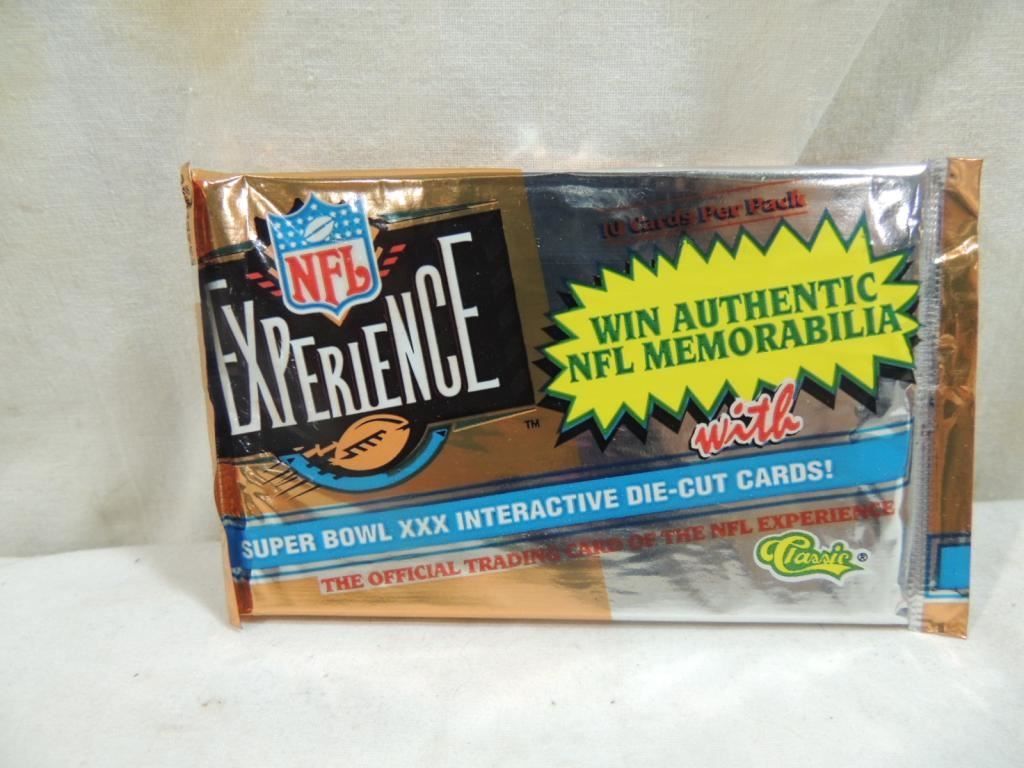 10 Cards Per Pack
NFL
EXPERIENCE
TM
WIN AUTHENTIC
NFL MEMORABILIA
with
SUPER BOWL XXX INTERACTIVE DIE-CUT CARDS!
THE OFFICIAL TRADING CARD OF THE NFL EXPERIENCE
Classic ®